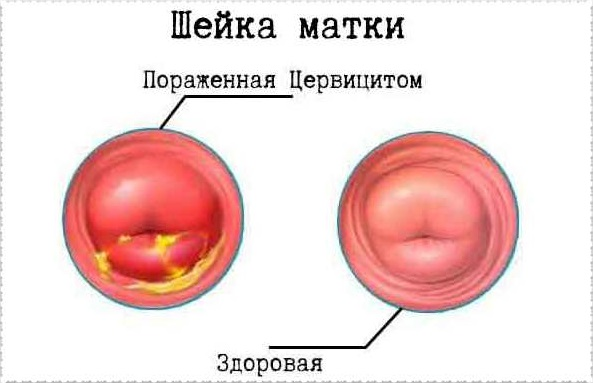 Шейка матки
Пораженная Цервицитом
Здоровая